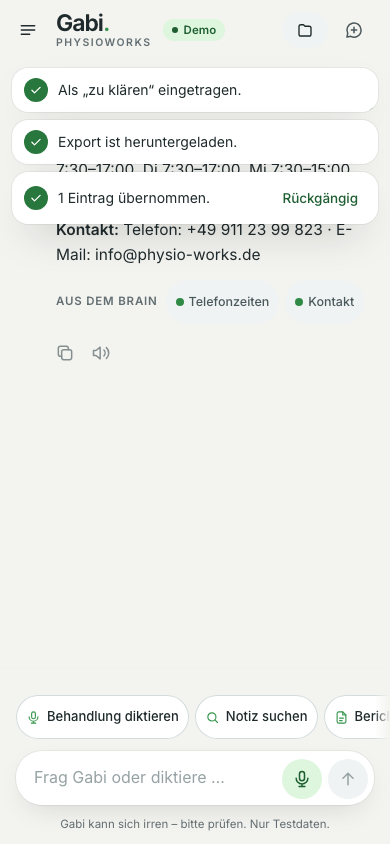 Gabi.
PHYSIOWORKS
Demo
Als „zu klären“ eingetragen.
Export ist heruntergeladen.
7:30–17:00, Di 7:30–17:00, Mi 7:30–15:00,
1 Eintrag übernommen.
Rückgängig
Kontakt: Telefon: +49 911 23 99 823 · E-
Mail: info@physio-works.de
AUS DEM BRAIN
Telefonzeiten
Kontakt
Behandlung diktieren
Notiz suchen
Frag Gabi oder diktiere ...
Gabi kann sich irren – bitte prüfen. Nur Testdaten.